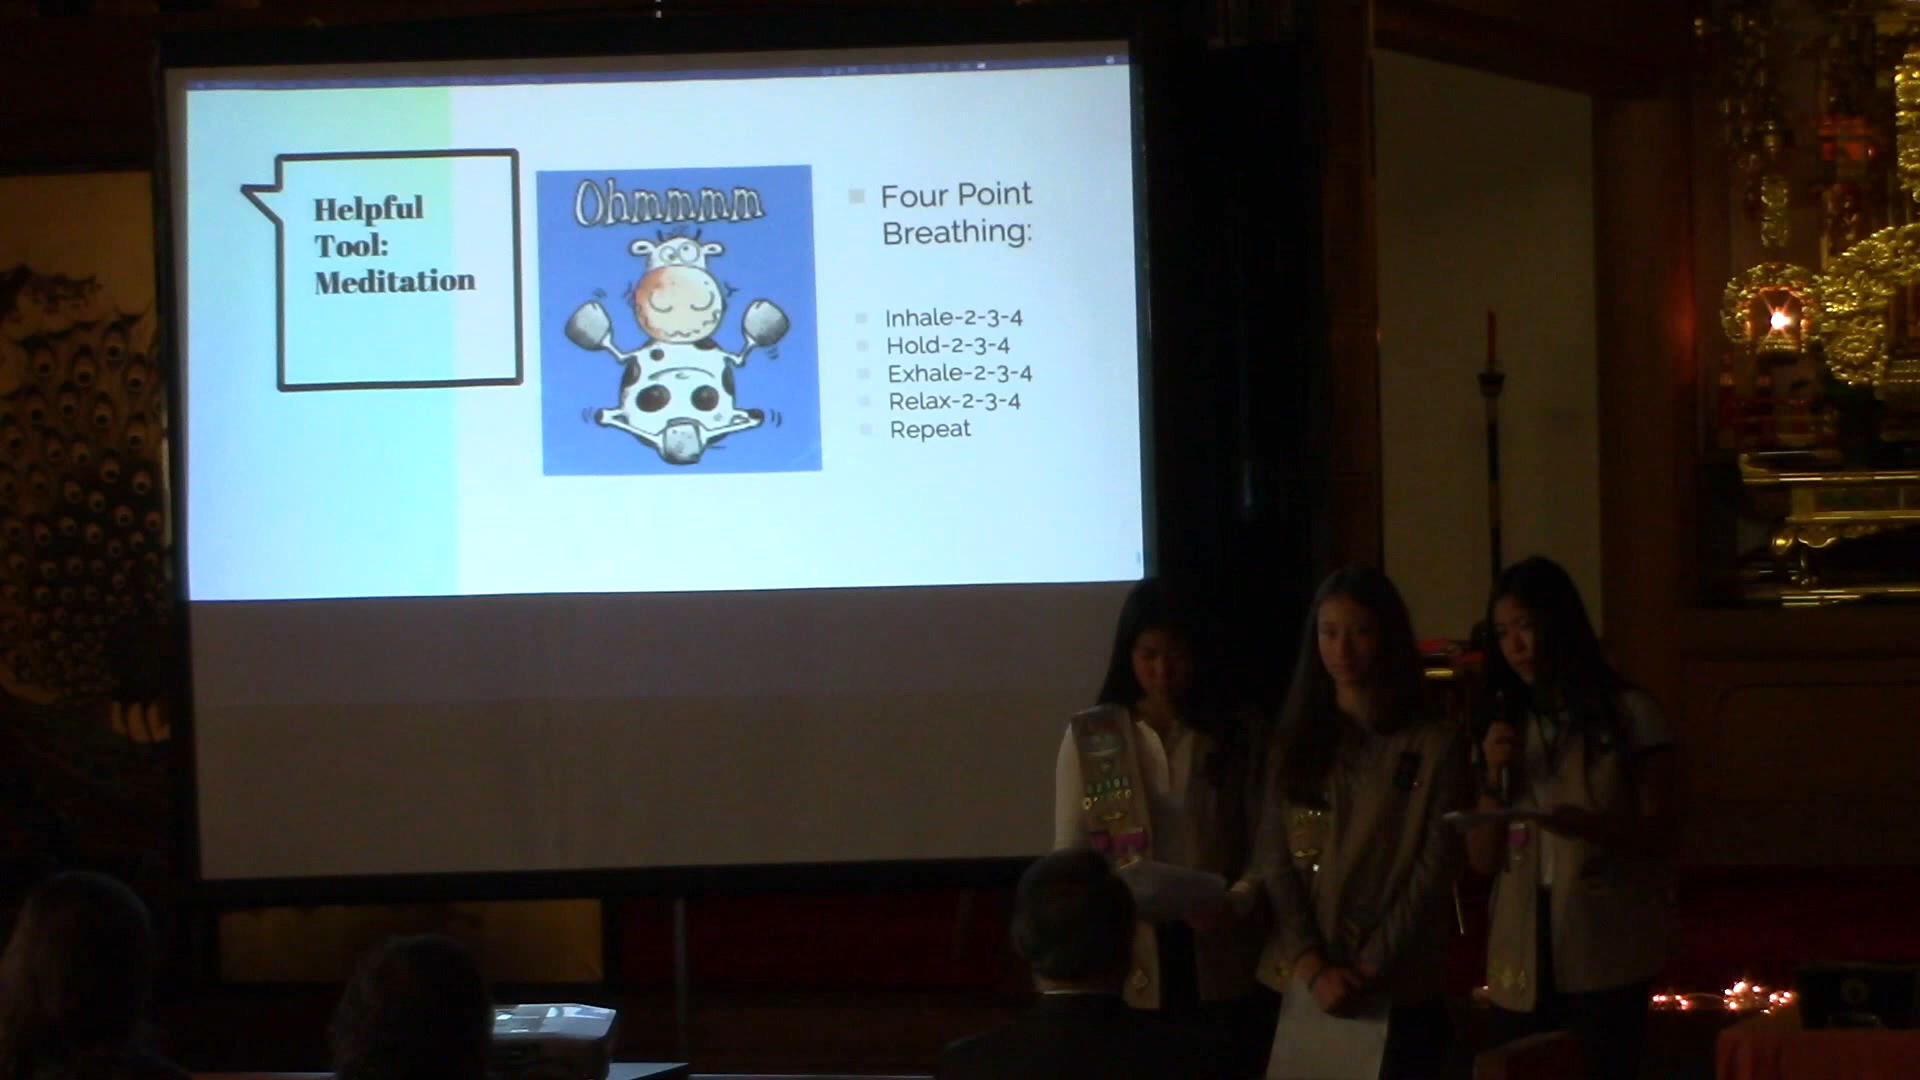 Helpful
Tool:
Meditation
Ohmmmm
Four Point
Breathing:
Inhale-2-3-4
Hold-2-3-4
Exhale-2-3-4
Relax-2-3-4
Repeat